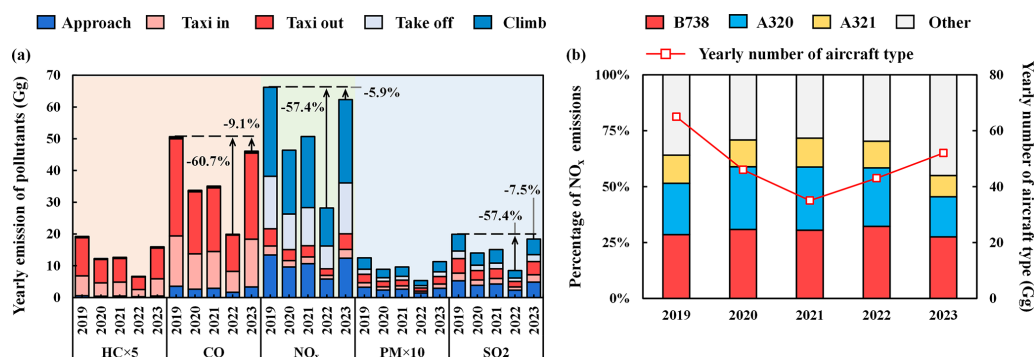 Approach Taxi in Taxi out Take off Climb
(a)
Yearly emission of pollutants (Gg)
70
60
50
40
30
20
10
0
-9.1%
-60.7%
-57.4%
-5.9%
-7.5%
-57.4%
2019 2020 2021 2022 2023 2019 2020 2021 2022 2023 2019 2020 2021 2022 2023 2019 2020 2021 2022 2023 2019 2020 2021 2022 2023
HC×5 CO NOx PM×10 SO2
B738 A320 A321 Other
(b)
Yearly number of aircraft type
Percentage of NOx emissions
100%
75%
50%
25%
0%
80
60
40
20
0
Yearly number of aircraft type
(Gg)
2019 2020 2021 2022 2023